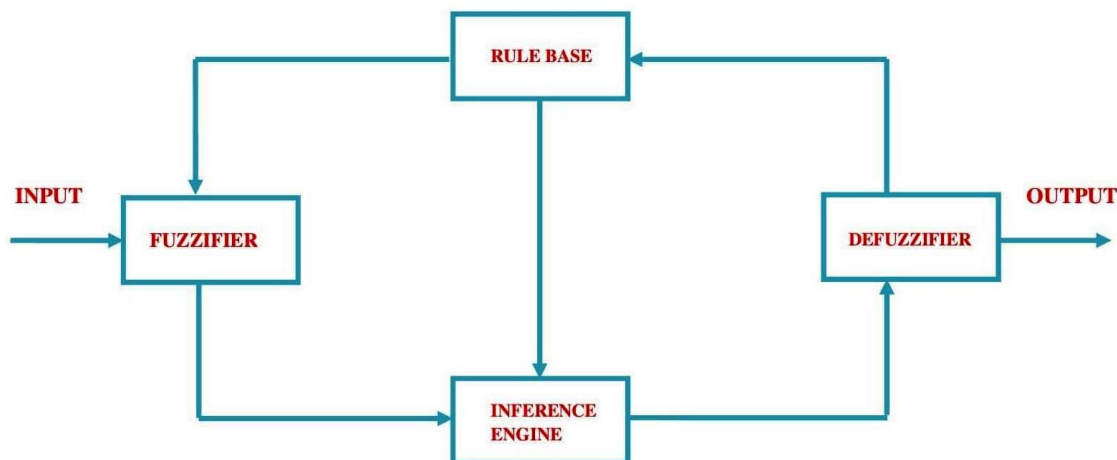 RULE BASE
INPUT
OUTPUT
FUZZIFIER
DEFUZZIFIER
INFERENCE
ENGINE